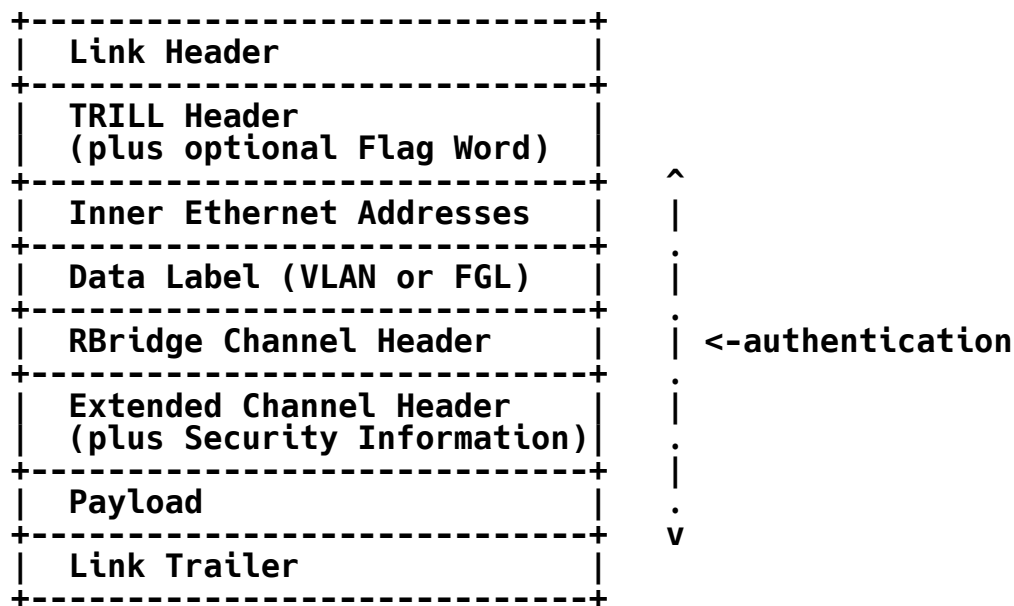 +------------------------------+
|  Link Header                 |
+------------------------------+
|  TRILL Header                |
|  (plus optional Flag Word)   |
+------------------------------+   ^
|  Inner Ethernet Addresses    |   |
+------------------------------+   .
|  Data Label (VLAN or FGL)    |   |
+------------------------------+   .
|  RBridge Channel Header      |   | <-authentication
+------------------------------+   .
|  Extended Channel Header     |   |
|  (plus Security Information)|   .
+------------------------------+   |
|  Payload                     |   .
+------------------------------+   v
|  Link Trailer                |
+------------------------------+